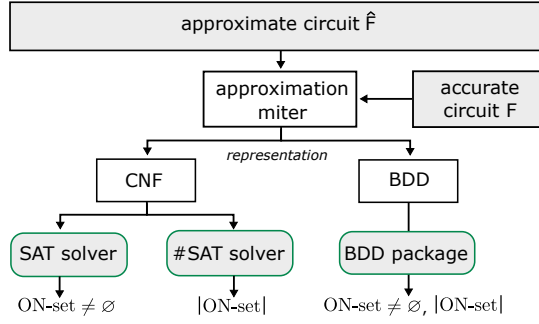 approximate circuit F̂
approximation
miter
accurate
circuit F
representation
CNF
BDD
SAT solver
#SAT solver
BDD package
ON-set ≠ ∅
|ON-set|
ON-set ≠ ∅, |ON-set|